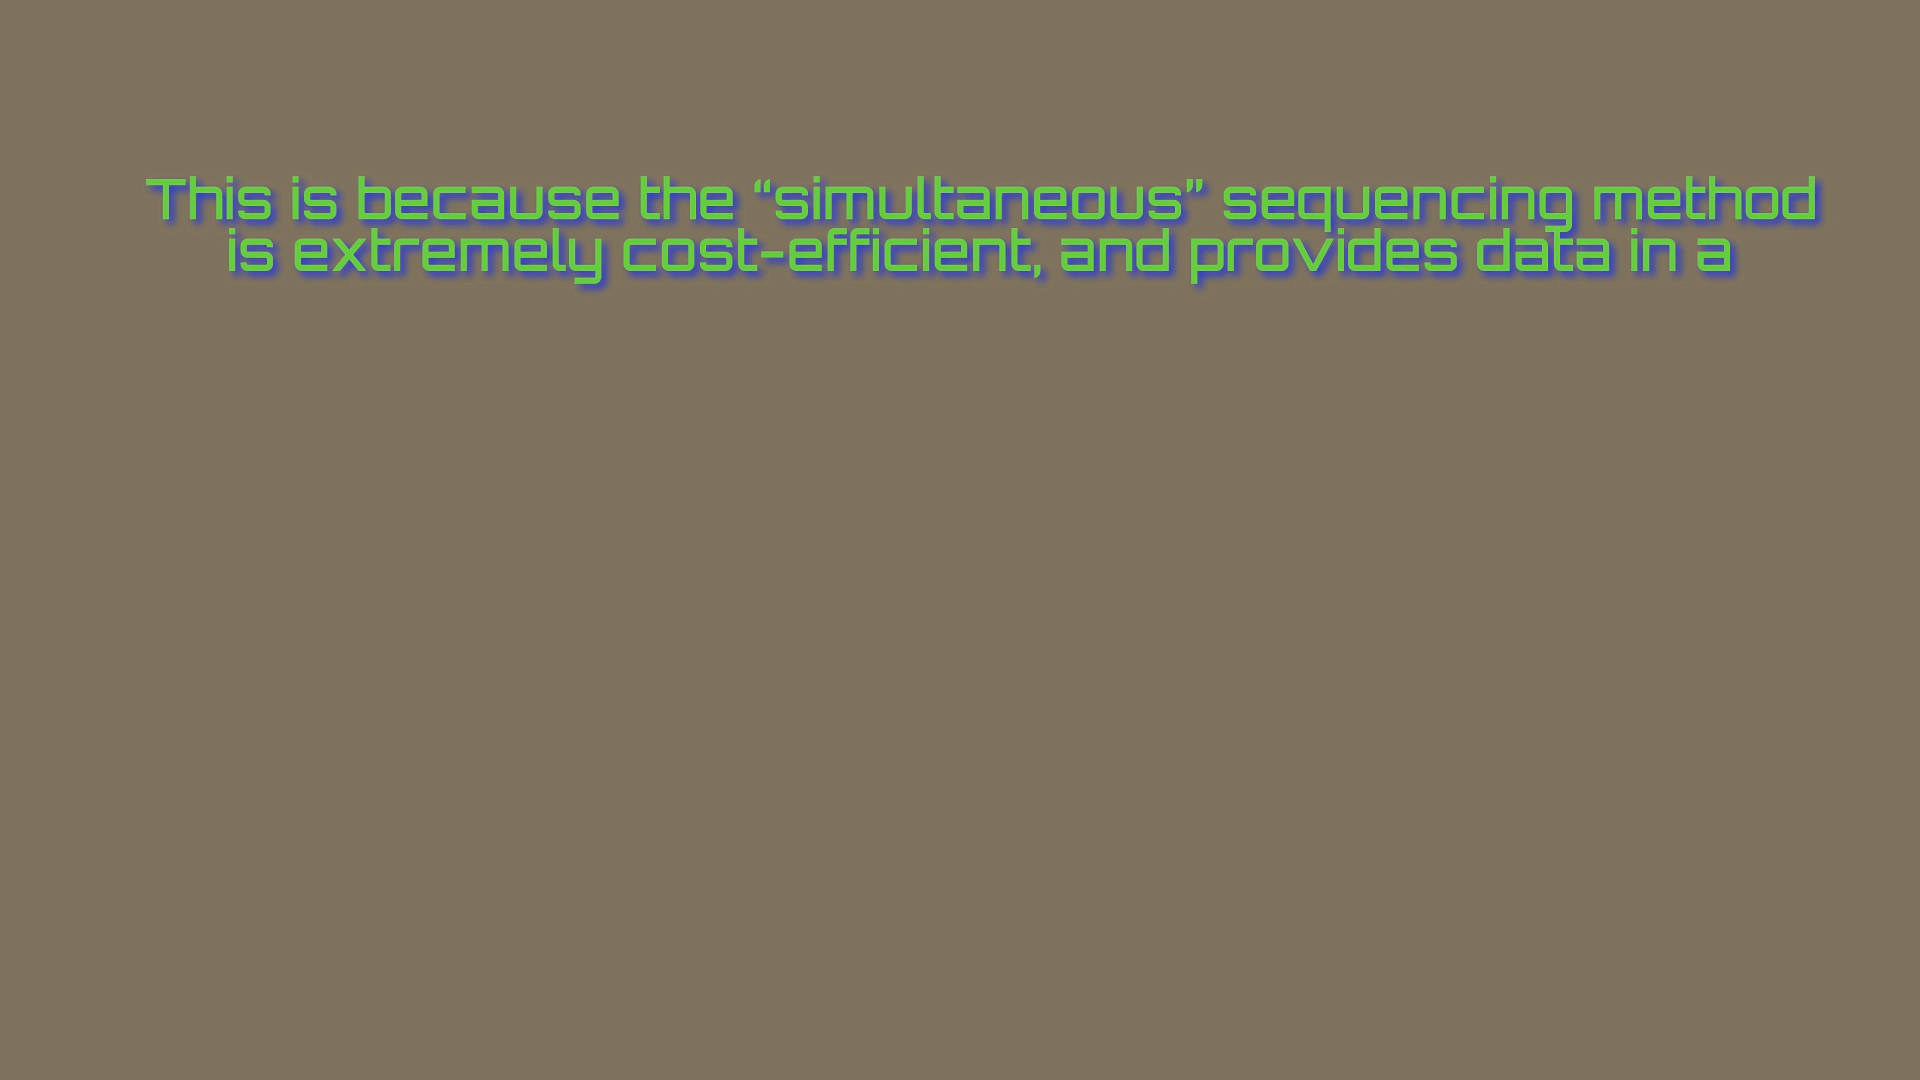 This is because the “simultaneous” sequencing method
is extremely cost-efficient, and provides data in a